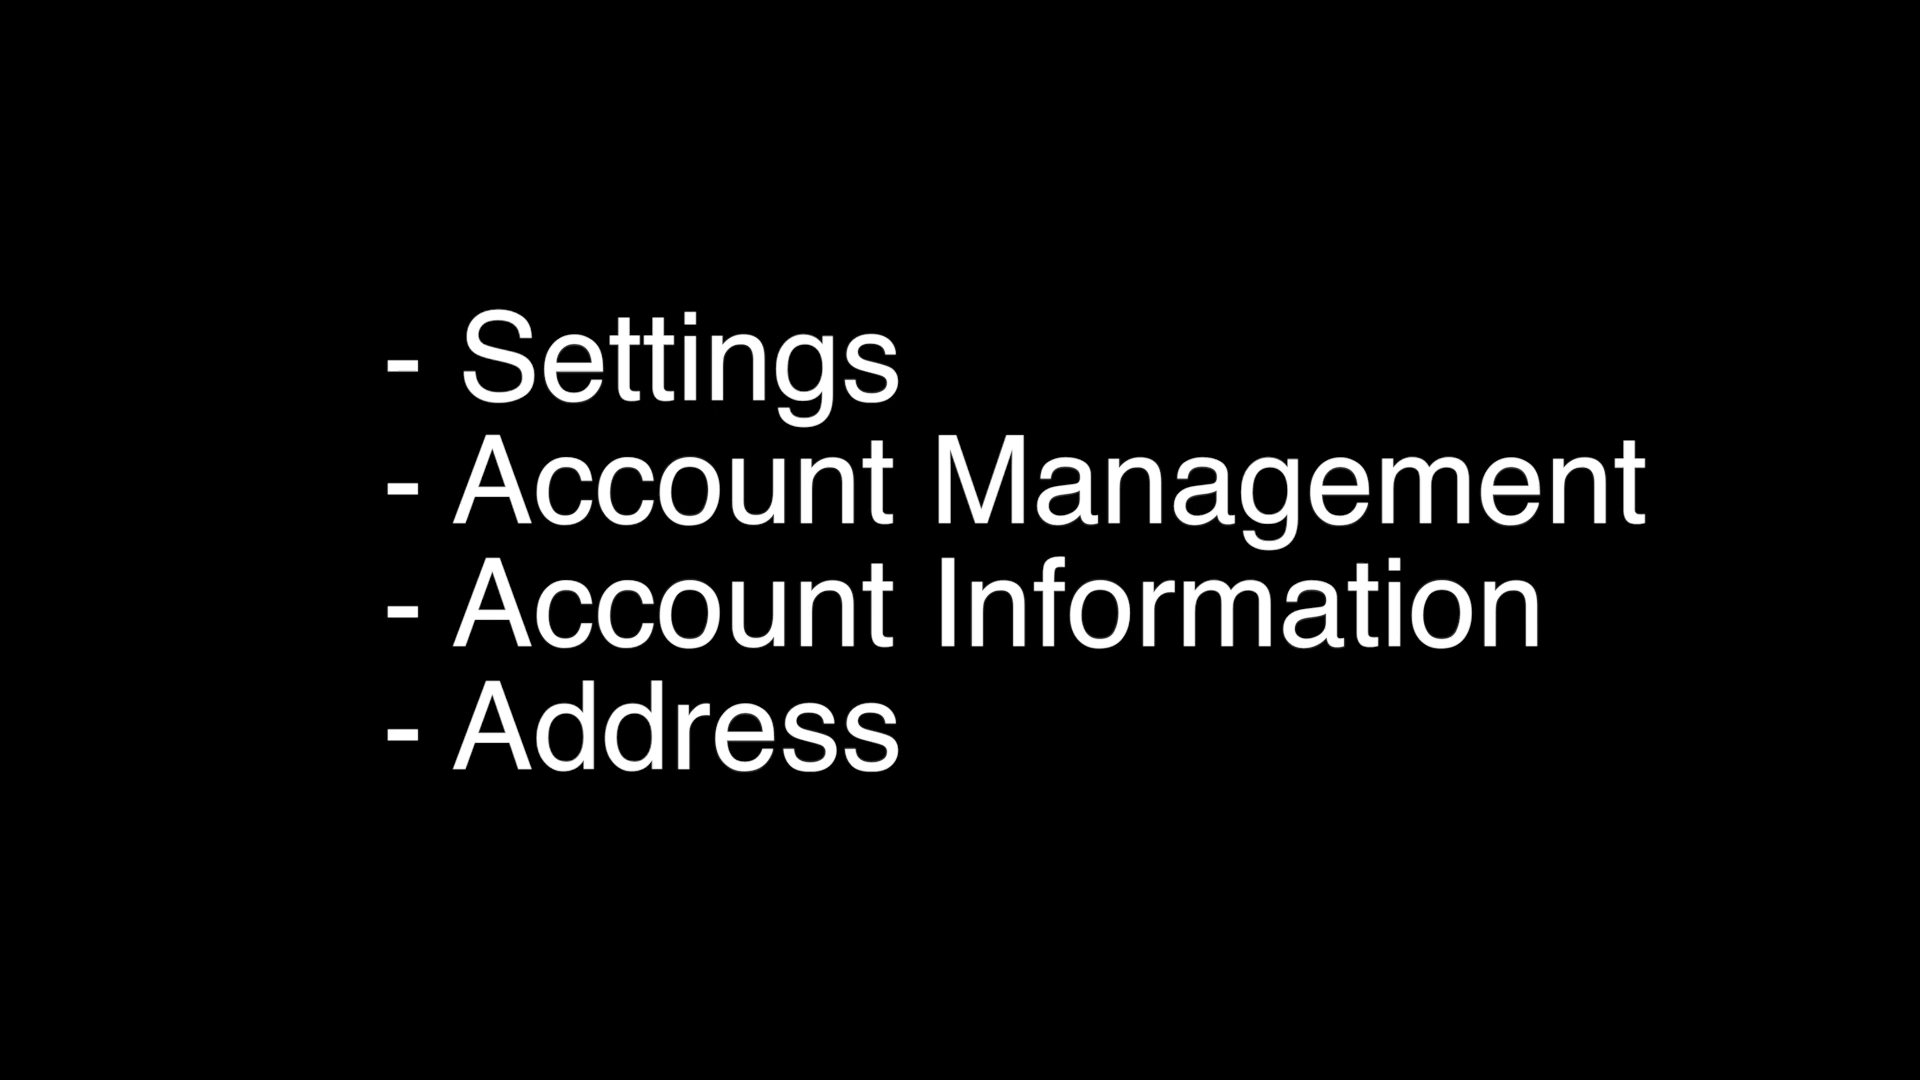 - Settings
- Account Management
- Account Information
- Address